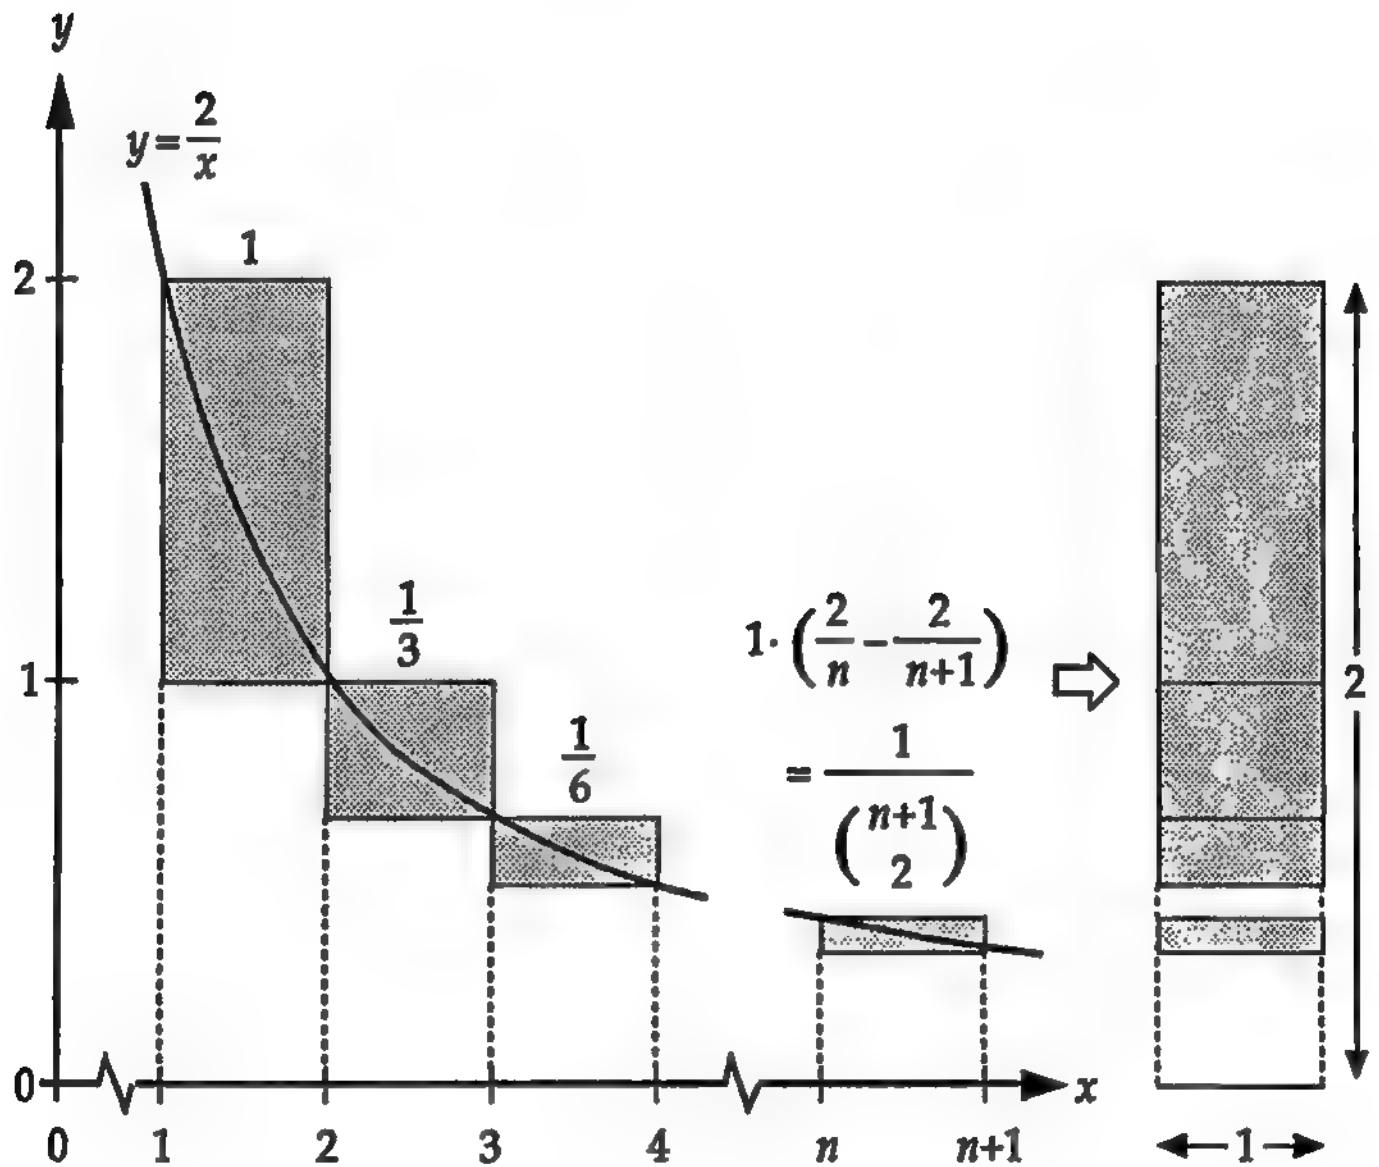 y
y = 2/x
1
2
1/3
1 · (2/n − 2/(n+1))
1
2
1/6
= 1/(n+1 2)
0
x
0 1 2 3 4 n n+1 1